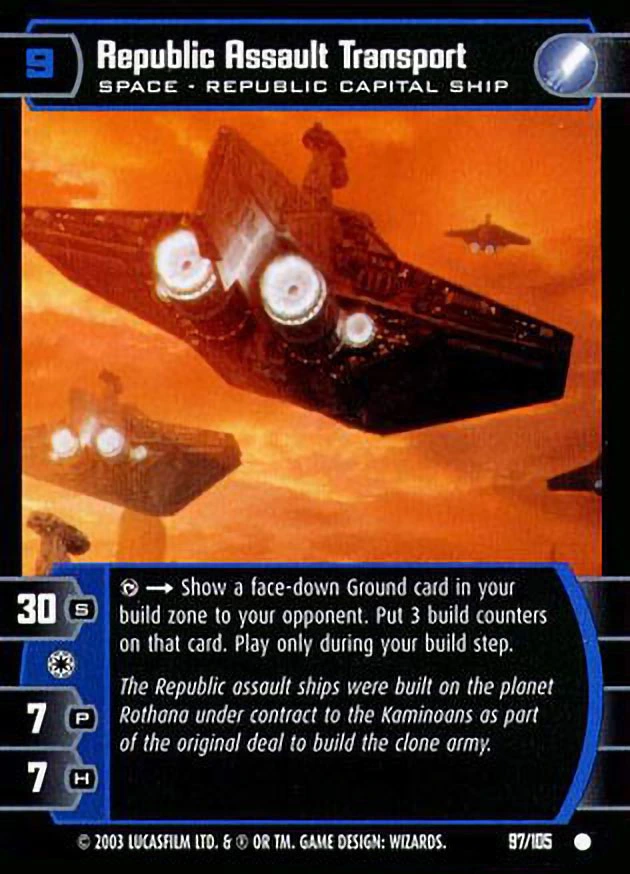 9
Republic Assault Transport
SPACE - REPUBLIC CAPITAL SHIP
30 S
7 P
7 H
→ Show a face-down Ground card in your
build zone to your opponent. Put 3 build counters
on that card. Play only during your build step.
The Republic assault ships were built on the planet
Rothana under contract to the Kaminoans as part
of the original deal to build the clone army.
© 2003 LUCASFILM LTD. & ® OR TM. GAME DESIGN: WIZARDS.
97/105